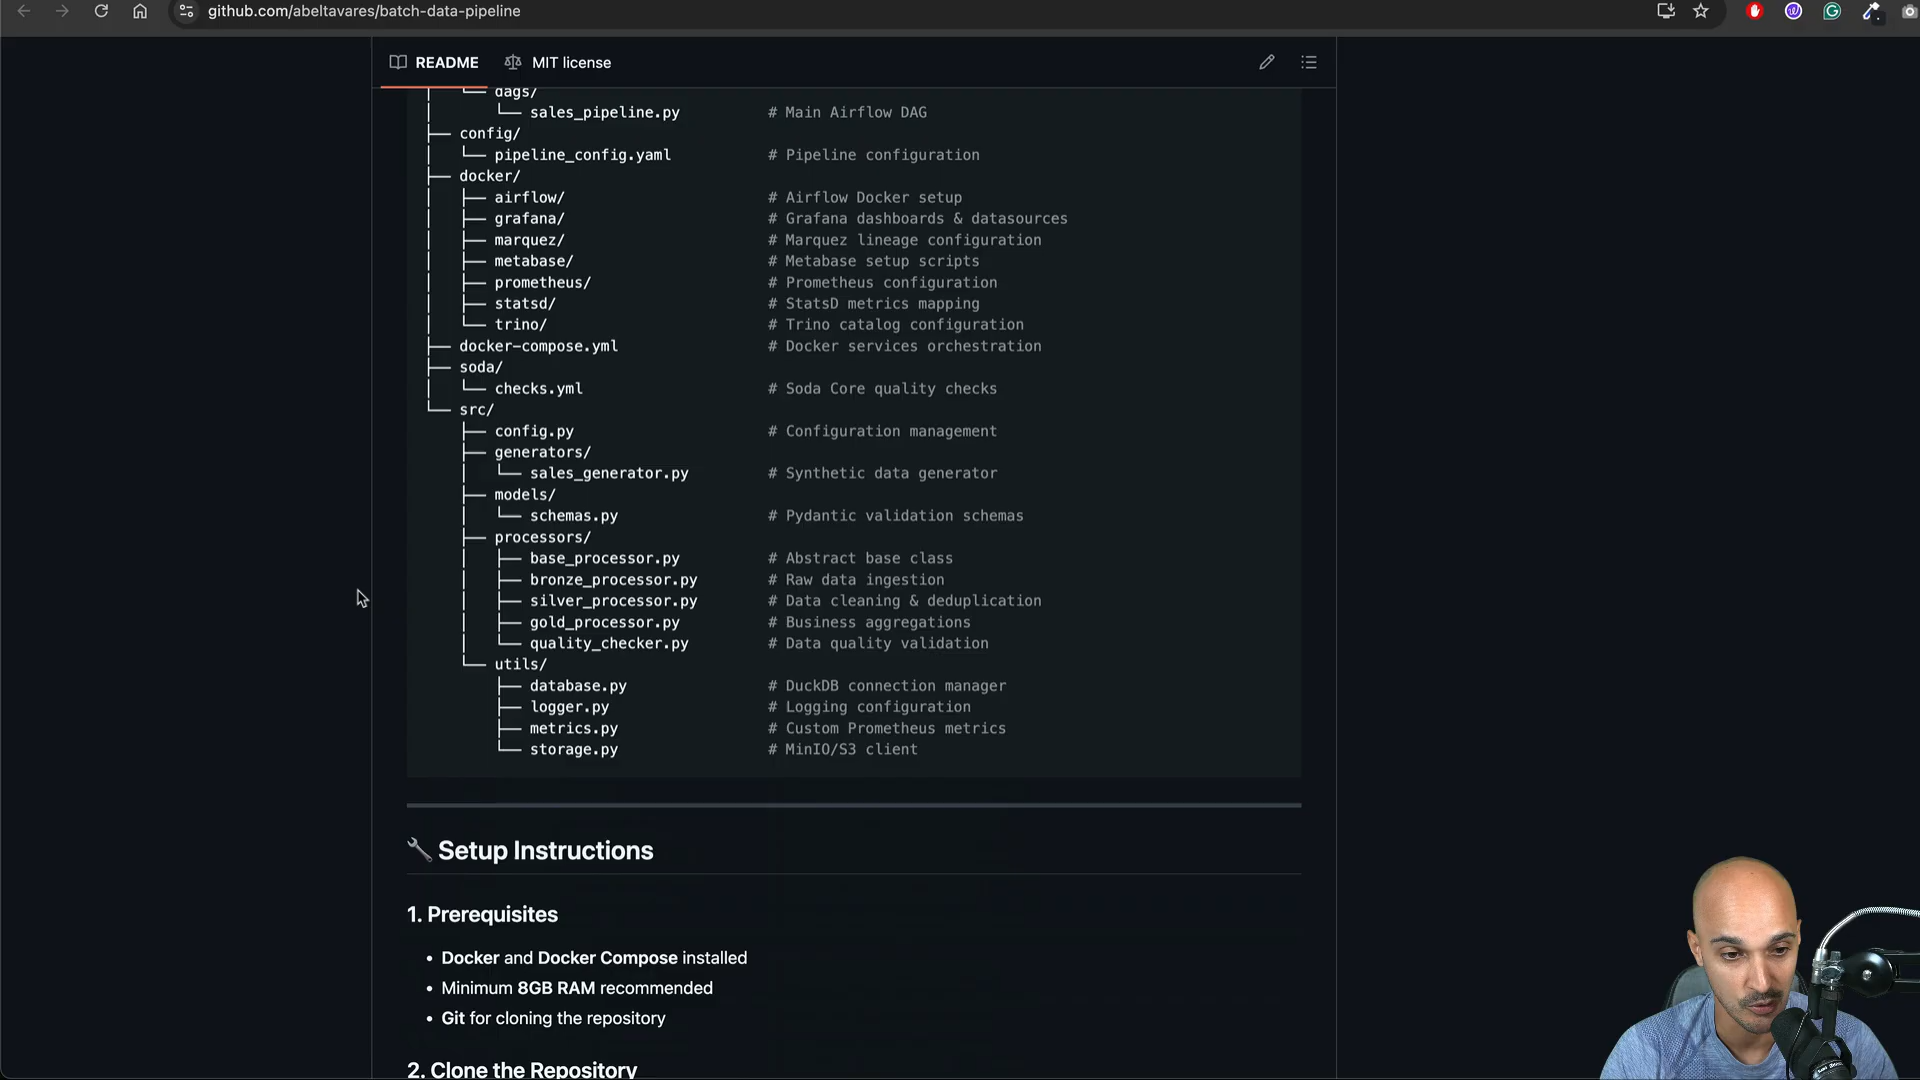 github.com/abeltavares/batch-data-pipeline
README MIT license
│ └── dags/
│ └── sales_pipeline.py # Main Airflow DAG
├── config/
│ └── pipeline_config.yaml # Pipeline configuration
├── docker/
│ ├── airflow/ # Airflow Docker setup
│ ├── grafana/ # Grafana dashboards & datasources
│ ├── marquez/ # Marquez lineage configuration
│ ├── metabase/ # Metabase setup scripts
│ ├── prometheus/ # Prometheus configuration
│ ├── statsd/ # StatsD metrics mapping
│ └── trino/ # Trino catalog configuration
├── docker-compose.yml # Docker services orchestration
├── soda/
│ └── checks.yml # Soda Core quality checks
└── src/
├── config.py # Configuration management
├── generators/
│ └── sales_generator.py # Synthetic data generator
├── models/
│ └── schemas.py # Pydantic validation schemas
├── processors/
│ ├── base_processor.py # Abstract base class
│ ├── bronze_processor.py # Raw data ingestion
│ ├── silver_processor.py # Data cleaning & deduplication
│ ├── gold_processor.py # Business aggregations
│ └── quality_checker.py # Data quality validation
└── utils/
├── database.py # DuckDB connection manager
├── logger.py # Logging configuration
├── metrics.py # Custom Prometheus metrics
└── storage.py # MinIO/S3 client
🔧 Setup Instructions
1. Prerequisites
• Docker and Docker Compose installed
• Minimum 8GB RAM recommended
• Git for cloning the repository
2. Clone the Repository